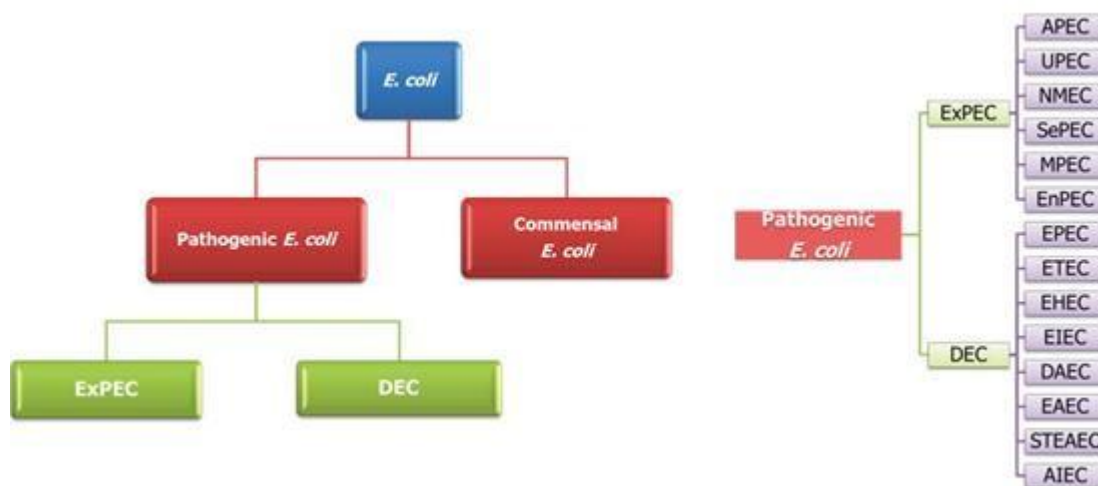 E. coli
Pathogenic E. coli
Commensal
E. coli
ExPEC
DEC
Pathogenic
E. coli
ExPEC
APEC
UPEC
NMEC
SePEC
MPEC
EnPEC
DEC
EPEC
ETEC
EHEC
EIEC
DAEC
EAEC
STEAEC
AIEC